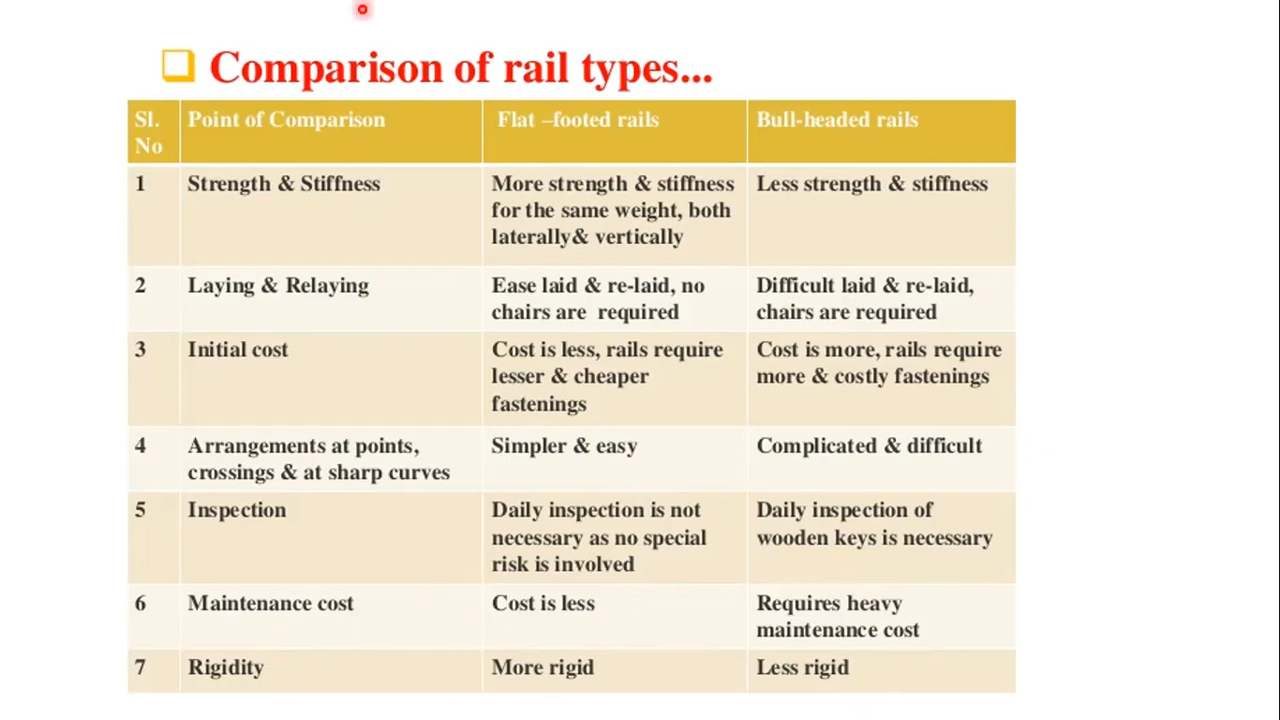 Comparison of rail types...
Sl. No Point of Comparison Flat –footed rails Bull-headed rails
1 Strength & Stiffness More strength & stiffness Less strength & stiffness
for the same weight, both
laterally& vertically
2 Laying & Relaying Ease laid & re-laid, no Difficult laid & re-laid,
chairs are required chairs are required
3 Initial cost Cost is less, rails require Cost is more, rails require
lesser & cheaper more & costly fastenings
fastenings
4 Arrangements at points, Simpler & easy Complicated & difficult
crossings & at sharp curves
5 Inspection Daily inspection is not Daily inspection of
necessary as no special wooden keys is necessary
risk is involved
6 Maintenance cost Cost is less Requires heavy
maintenance cost
7 Rigidity More rigid Less rigid